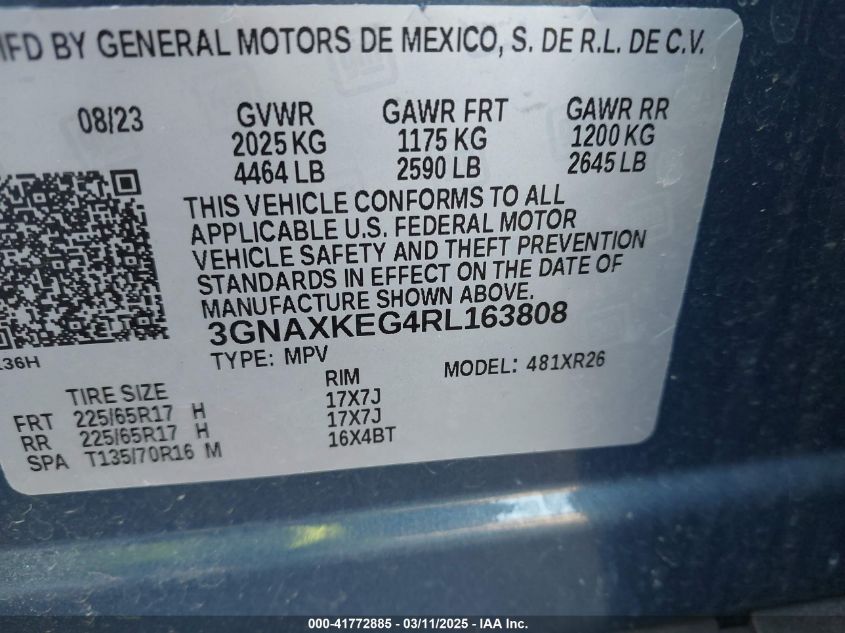 MFD BY GENERAL MOTORS DE MEXICO, S. DE R.L. DE C.V.
08/23 GVWR GAWR FRT GAWR RR
2025 KG 1175 KG 1200 KG
4464 LB 2590 LB 2645 LB
THIS VEHICLE CONFORMS TO ALL
APPLICABLE U.S. FEDERAL MOTOR
VEHICLE SAFETY AND THEFT PREVENTION
STANDARDS IN EFFECT ON THE DATE OF
MANUFACTURE SHOWN ABOVE.
3GNAXKEG4RL163808
136H
TYPE: MPV MODEL: 481XR26
TIRE SIZE RIM
FRT 225/65R17 H 17X7J
RR 225/65R17 H 17X7J
SPA T135/70R16 M 16X4BT
000-41772885 - 03/11/2025 - IAA Inc.